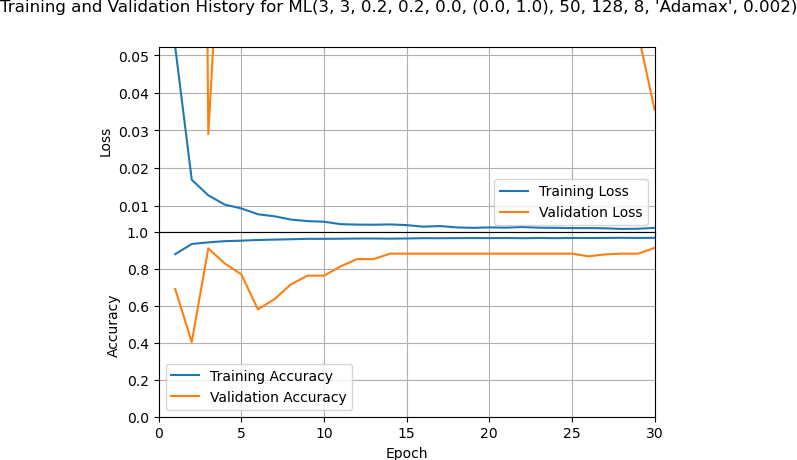 Training and Validation History for ML(3, 3, 0.2, 0.2, 0.0, (0.0, 1.0), 50, 128, 8, 'Adamax', 0.002)
0.05
0.04
0.03
0.02
0.01
Loss
Training Loss
Validation Loss
1.0
0.8
0.6
0.4
0.2
0.0
Accuracy
Training Accuracy
Validation Accuracy
0 5 10 15 20 25 30
Epoch